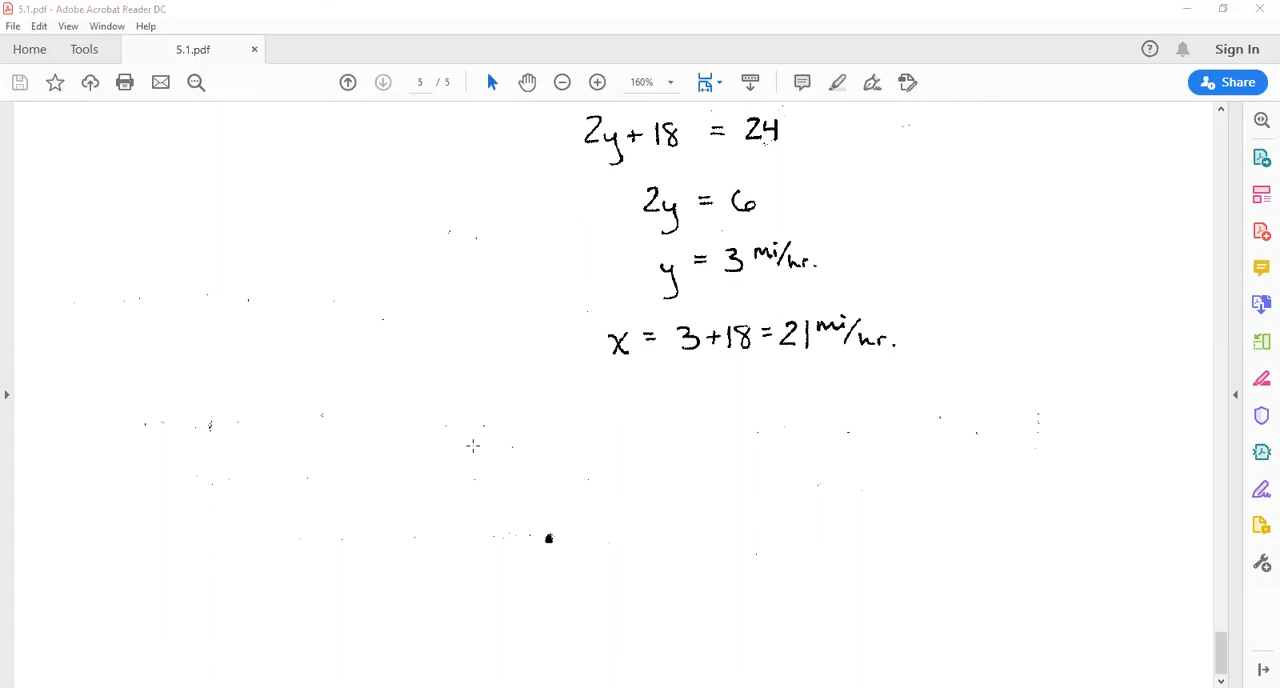 5.1.pdf - Adobe Acrobat Reader DC
File Edit View Window Help
Home Tools 5.1.pdf × Sign In
5 / 5 160% Share
2y + 18 = 24
2y = 6
y = 3 mi/hr.
x = 3 + 18 = 21 mi/hr.